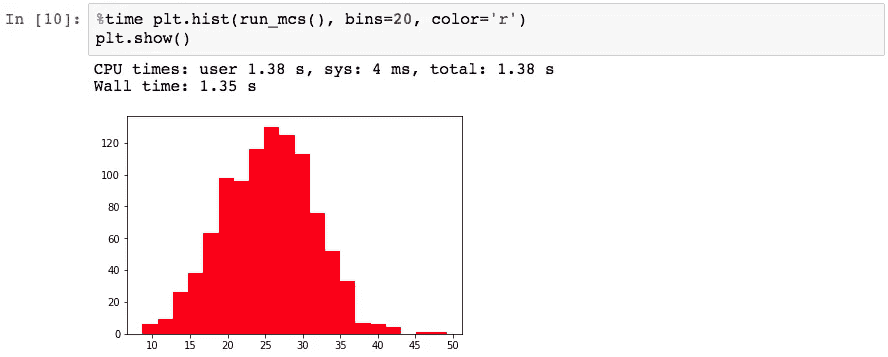 In [10]: %time plt.hist(run_mcs(), bins=20, color='r')
plt.show()
CPU times: user 1.38 s, sys: 4 ms, total: 1.38 s
Wall time: 1.35 s
120
100
80
60
40
20
0
10 15 20 25 30 35 40 45 50